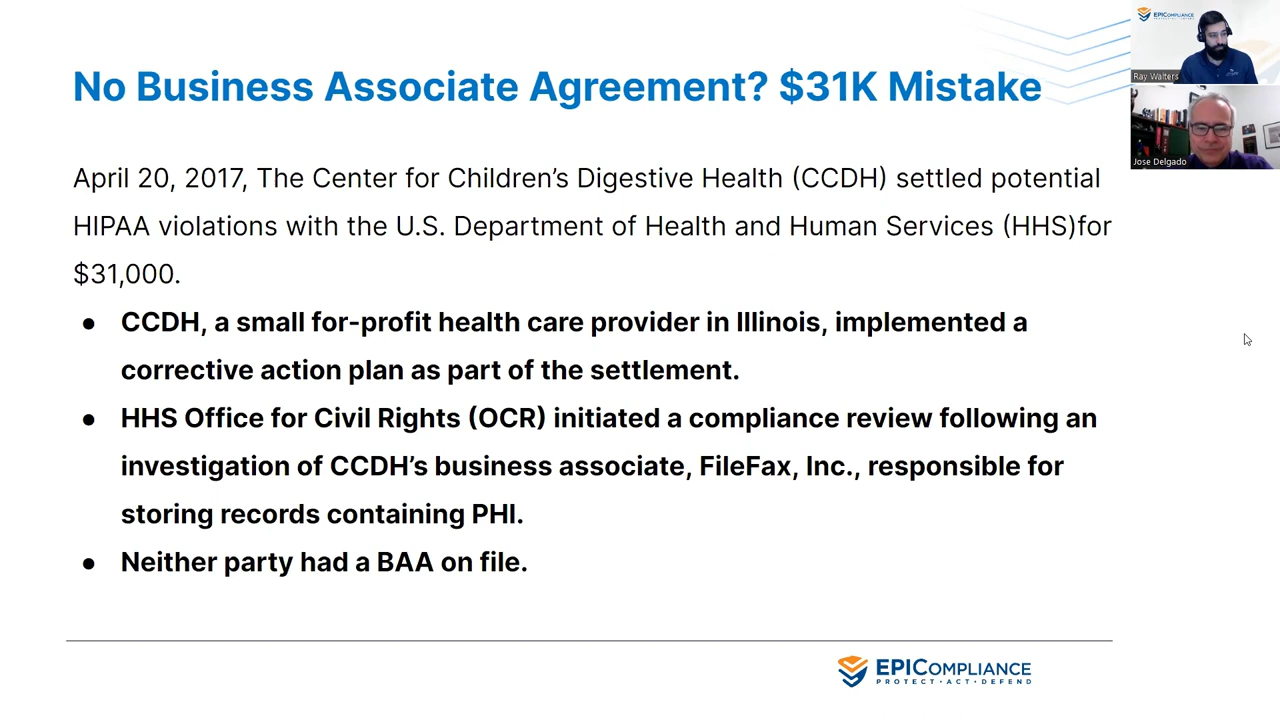 No Business Associate Agreement? $31K Mistake
April 20, 2017, The Center for Children’s Digestive Health (CCDH) settled potential
HIPAA violations with the U.S. Department of Health and Human Services (HHS)for
$31,000.
● CCDH, a small for-profit health care provider in Illinois, implemented a
corrective action plan as part of the settlement.
● HHS Office for Civil Rights (OCR) initiated a compliance review following an
investigation of CCDH’s business associate, FileFax, Inc., responsible for
storing records containing PHI.
● Neither party had a BAA on file.
EPICOMPLIANCE
PROTECT·ACT·DEFEND
EPICOMPLIANCE
Ray Walters
Jose Delgado